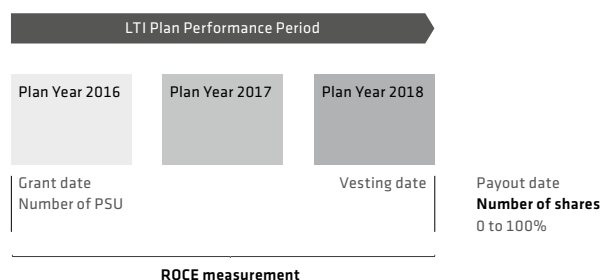 LTI Plan Performance Period
Plan Year 2016
Plan Year 2017
Plan Year 2018
Grant date
Number of PSU
Vesting date
Payout date
Number of shares
0 to 100%
ROCE measurement